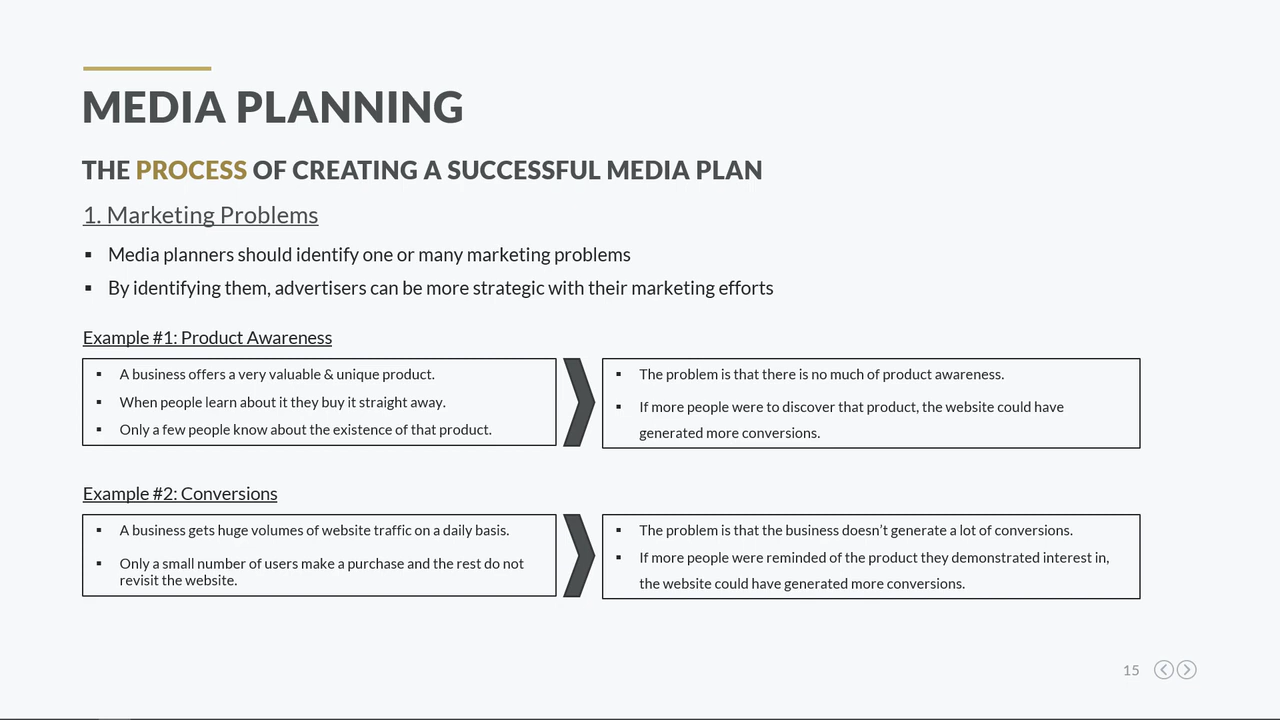 MEDIA PLANNING
THE PROCESS OF CREATING A SUCCESSFUL MEDIA PLAN
1. Marketing Problems
▪ Media planners should identify one or many marketing problems
▪ By identifying them, advertisers can be more strategic with their marketing efforts
Example #1: Product Awareness
▪ A business offers a very valuable & unique product.
▪ When people learn about it they buy it straight away.
▪ Only a few people know about the existence of that product.
▪ The problem is that there is no much of product awareness.
▪ If more people were to discover that product, the website could have
generated more conversions.
Example #2: Conversions
▪ A business gets huge volumes of website traffic on a daily basis.
▪ Only a small number of users make a purchase and the rest do not
revisit the website.
▪ The problem is that the business doesn’t generate a lot of conversions.
▪ If more people were reminded of the product they demonstrated interest in,
the website could have generated more conversions.
15